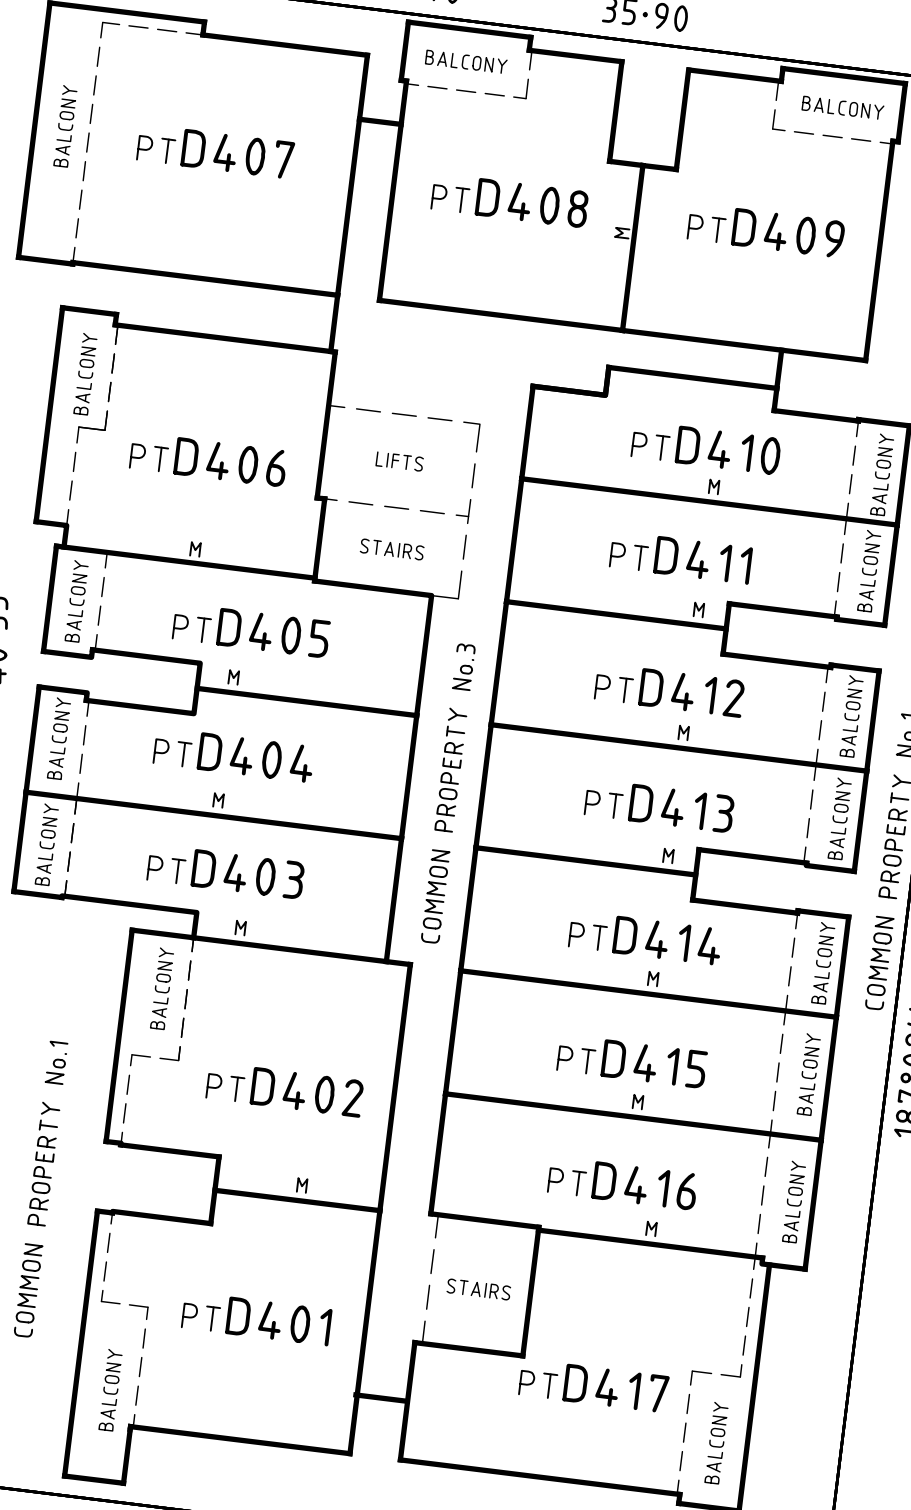 35·90
BALCONY
BALCONY
BALCONY
PTD407
PTD408
M
PTD409
BALCONY
PTD406
LIFTS
STAIRS
M
PTD410
M
BALCONY
PTD411
M
BALCONY
BALCONY
PTD405
M
PTD412
M
BALCONY
COMMON PROPERTY No.3
BALCONY
PTD404
M
PTD413
M
BALCONY
COMMON PROPERTY No.1
BALCONY
PTD403
M
PTD414
M
BALCONY
BALCONY
PTD402
M
PTD415
M
BALCONY
COMMON PROPERTY No.1
PTD416
M
BALCONY
STAIRS
PTD401
BALCONY
PTD417
BALCONY